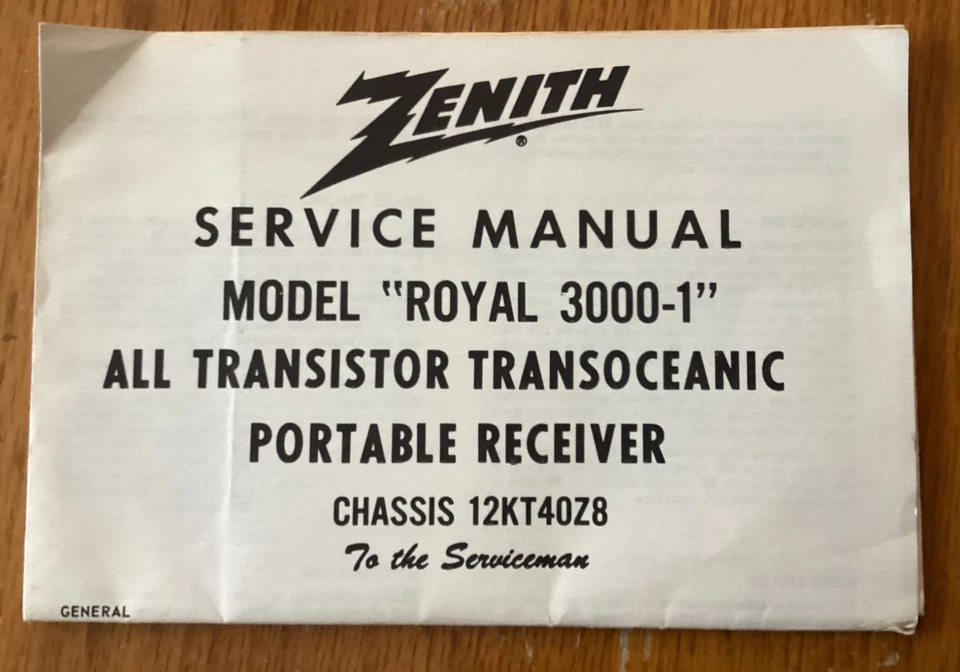 ZENITH
®
SERVICE MANUAL
MODEL "ROYAL 3000-1"
ALL TRANSISTOR TRANSOCEANIC
PORTABLE RECEIVER
CHASSIS 12KT40Z8
To the Serviceman
GENERAL